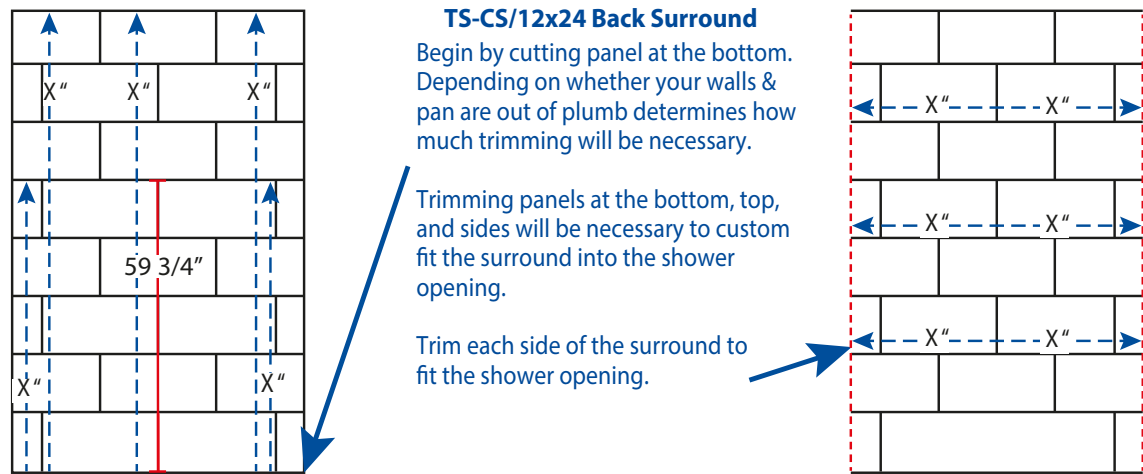 TS-CS/12x24 Back Surround
Begin by cutting panel at the bottom.
Depending on whether your walls &
pan are out of plumb determines how
much trimming will be necessary.
Trimming panels at the bottom, top,
and sides will be necessary to custom
fit the surround into the shower
opening.
Trim each side of the surround to
fit the shower opening.
X “ X “ X “
59 3/4”
X “ X “
X “ X “
X “ X “
X “ X “